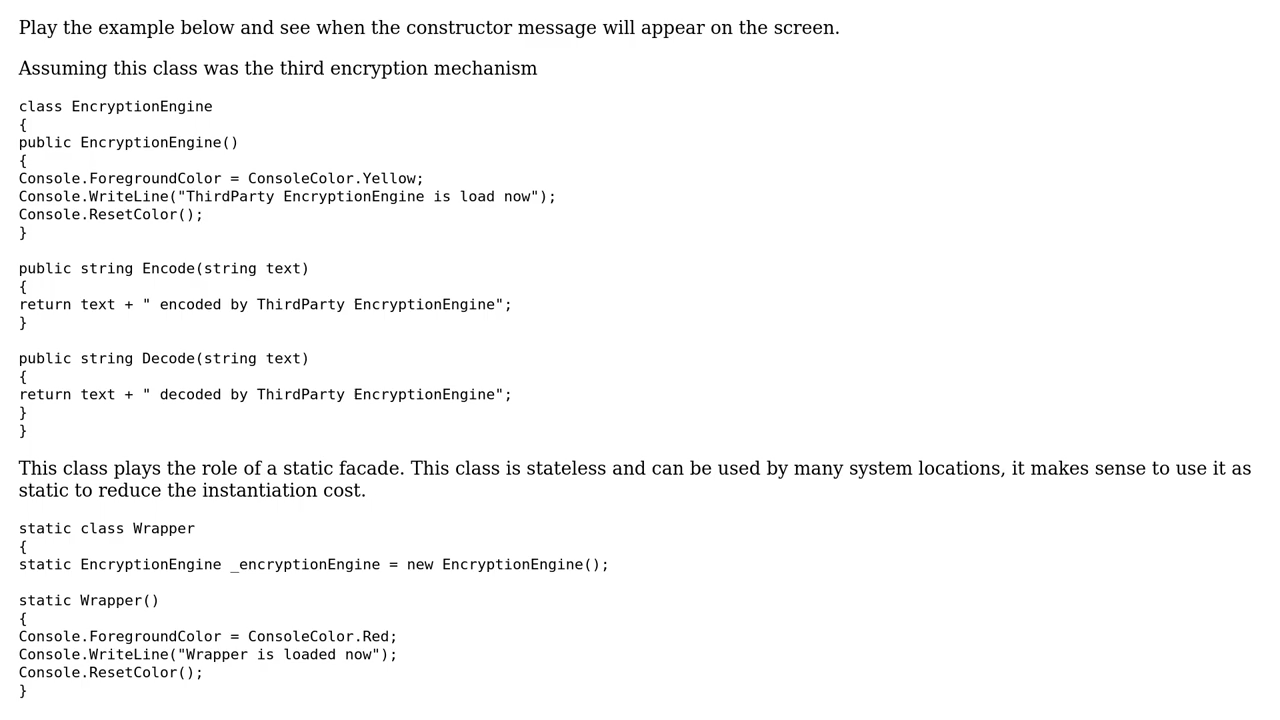 Play the example below and see when the constructor message will appear on the screen.
Assuming this class was the third encryption mechanism
class EncryptionEngine
{
public EncryptionEngine()
{
Console.ForegroundColor = ConsoleColor.Yellow;
Console.WriteLine("ThirdParty EncryptionEngine is load now");
Console.ResetColor();
}
public string Encode(string text)
{
return text + " encoded by ThirdParty EncryptionEngine";
}
public string Decode(string text)
{
return text + " decoded by ThirdParty EncryptionEngine";
}
}
This class plays the role of a static facade. This class is stateless and can be used by many system locations, it makes sense to use it as
static to reduce the instantiation cost.
static class Wrapper
{
static EncryptionEngine _encryptionEngine = new EncryptionEngine();
static Wrapper()
{
Console.ForegroundColor = ConsoleColor.Red;
Console.WriteLine("Wrapper is loaded now");
Console.ResetColor();
}